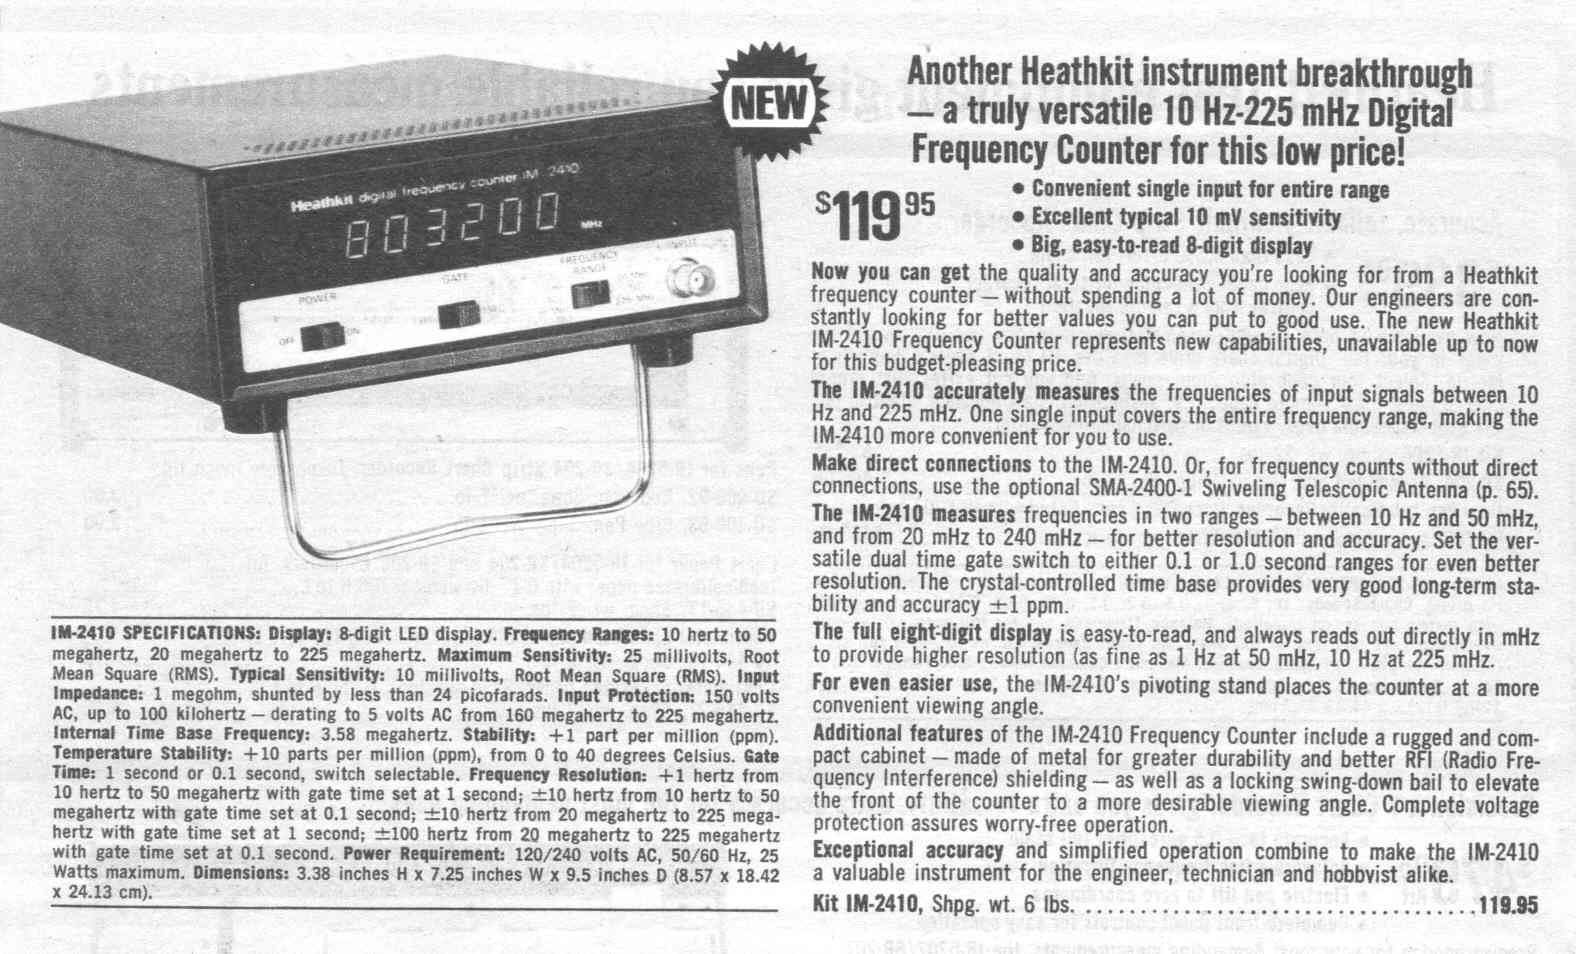 NEW
Heathkit digital frequency counter IM-2410
803200 MHz
POWER
OFF
ON
GATE
FREQUENCY
RANGE
INPUT
Another Heathkit instrument breakthrough
— a truly versatile 10 Hz-225 mHz Digital
Frequency Counter for this low price!
$119 95
• Convenient single input for entire range
• Excellent typical 10 mV sensitivity
• Big, easy-to-read 8-digit display
Now you can get the quality and accuracy you're looking for from a Heathkit
frequency counter — without spending a lot of money. Our engineers are con-
stantly looking for better values you can put to good use. The new Heathkit
IM-2410 Frequency Counter represents new capabilities, unavailable up to now
for this budget-pleasing price.
The IM-2410 accurately measures the frequencies of input signals between 10
Hz and 225 mHz. One single input covers the entire frequency range, making the
IM-2410 more convenient for you to use.
Make direct connections to the IM-2410. Or, for frequency counts without direct
connections, use the optional SMA-2400-1 Swiveling Telescopic Antenna (p. 65).
The IM-2410 measures frequencies in two ranges — between 10 Hz and 50 mHz,
and from 20 mHz to 240 mHz — for better resolution and accuracy. Set the ver-
satile dual time gate switch to either 0.1 or 1.0 second ranges for even better
resolution. The crystal-controlled time base provides very good long-term sta-
bility and accuracy ±1 ppm.
The full eight-digit display is easy-to-read, and always reads out directly in mHz
to provide higher resolution (as fine as 1 Hz at 50 mHz, 10 Hz at 225 mHz.
For even easier use, the IM-2410's pivoting stand places the counter at a more
convenient viewing angle.
Additional features of the IM-2410 Frequency Counter include a rugged and com-
pact cabinet — made of metal for greater durability and better RFI (Radio Fre-
quency Interference) shielding — as well as a locking swing-down bail to elevate
the front of the counter to a more desirable viewing angle. Complete voltage
protection assures worry-free operation.
Exceptional accuracy and simplified operation combine to make the IM-2410
a valuable instrument for the engineer, technician and hobbyist alike.
Kit IM-2410, Shpg. wt. 6 lbs. .................................119.95
IM-2410 SPECIFICATIONS: Display: 8-digit LED display. Frequency Ranges: 10 hertz to 50
megahertz, 20 megahertz to 225 megahertz. Maximum Sensitivity: 25 millivolts, Root
Mean Square (RMS). Typical Sensitivity: 10 millivolts, Root Mean Square (RMS). Input
Impedance: 1 megohm, shunted by less than 24 picofarads. Input Protection: 150 volts
AC, up to 100 kilohertz — derating to 5 volts AC from 160 megahertz to 225 megahertz.
Internal Time Base Frequency: 3.58 megahertz. Stability: +1 part per million (ppm).
Temperature Stability: +10 parts per million (ppm), from 0 to 40 degrees Celsius. Gate
Time: 1 second or 0.1 second, switch selectable. Frequency Resolution: +1 hertz from
10 hertz to 50 megahertz with gate time set at 1 second; ±10 hertz from 10 hertz to 50
megahertz with gate time set at 0.1 second; ±10 hertz from 20 megahertz to 225 mega-
hertz with gate time set at 1 second; ±100 hertz from 20 megahertz to 225 megahertz
with gate time set at 0.1 second. Power Requirement: 120/240 volts AC, 50/60 Hz, 25
Watts maximum. Dimensions: 3.38 inches H x 7.25 inches W x 9.5 inches D (8.57 x 18.42
x 24.13 cm).